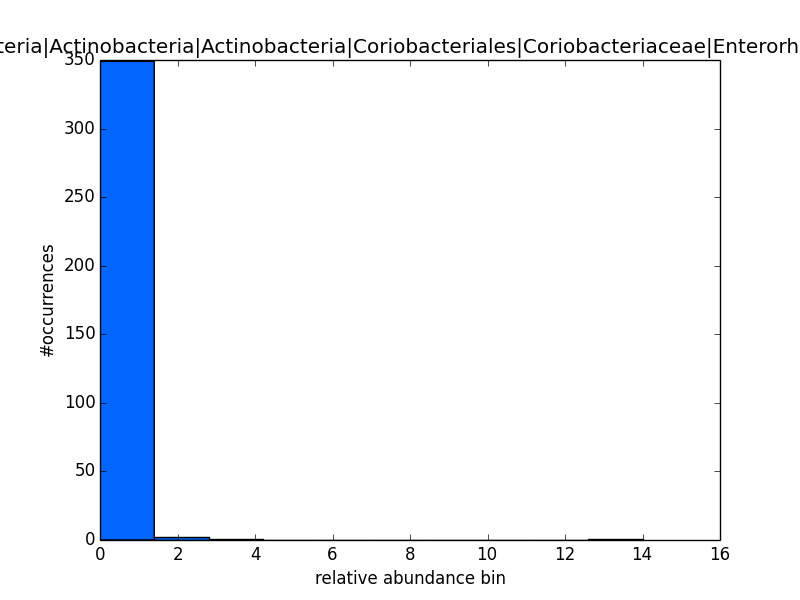 teria|Actinobacteria|Actinobacteria|Coriobacteriales|Coriobacteriaceae|Enterorh
350
300
250
200
150
100
50
0
#occurrences
0 2 4 6 8 10 12 14 16
relative abundance bin